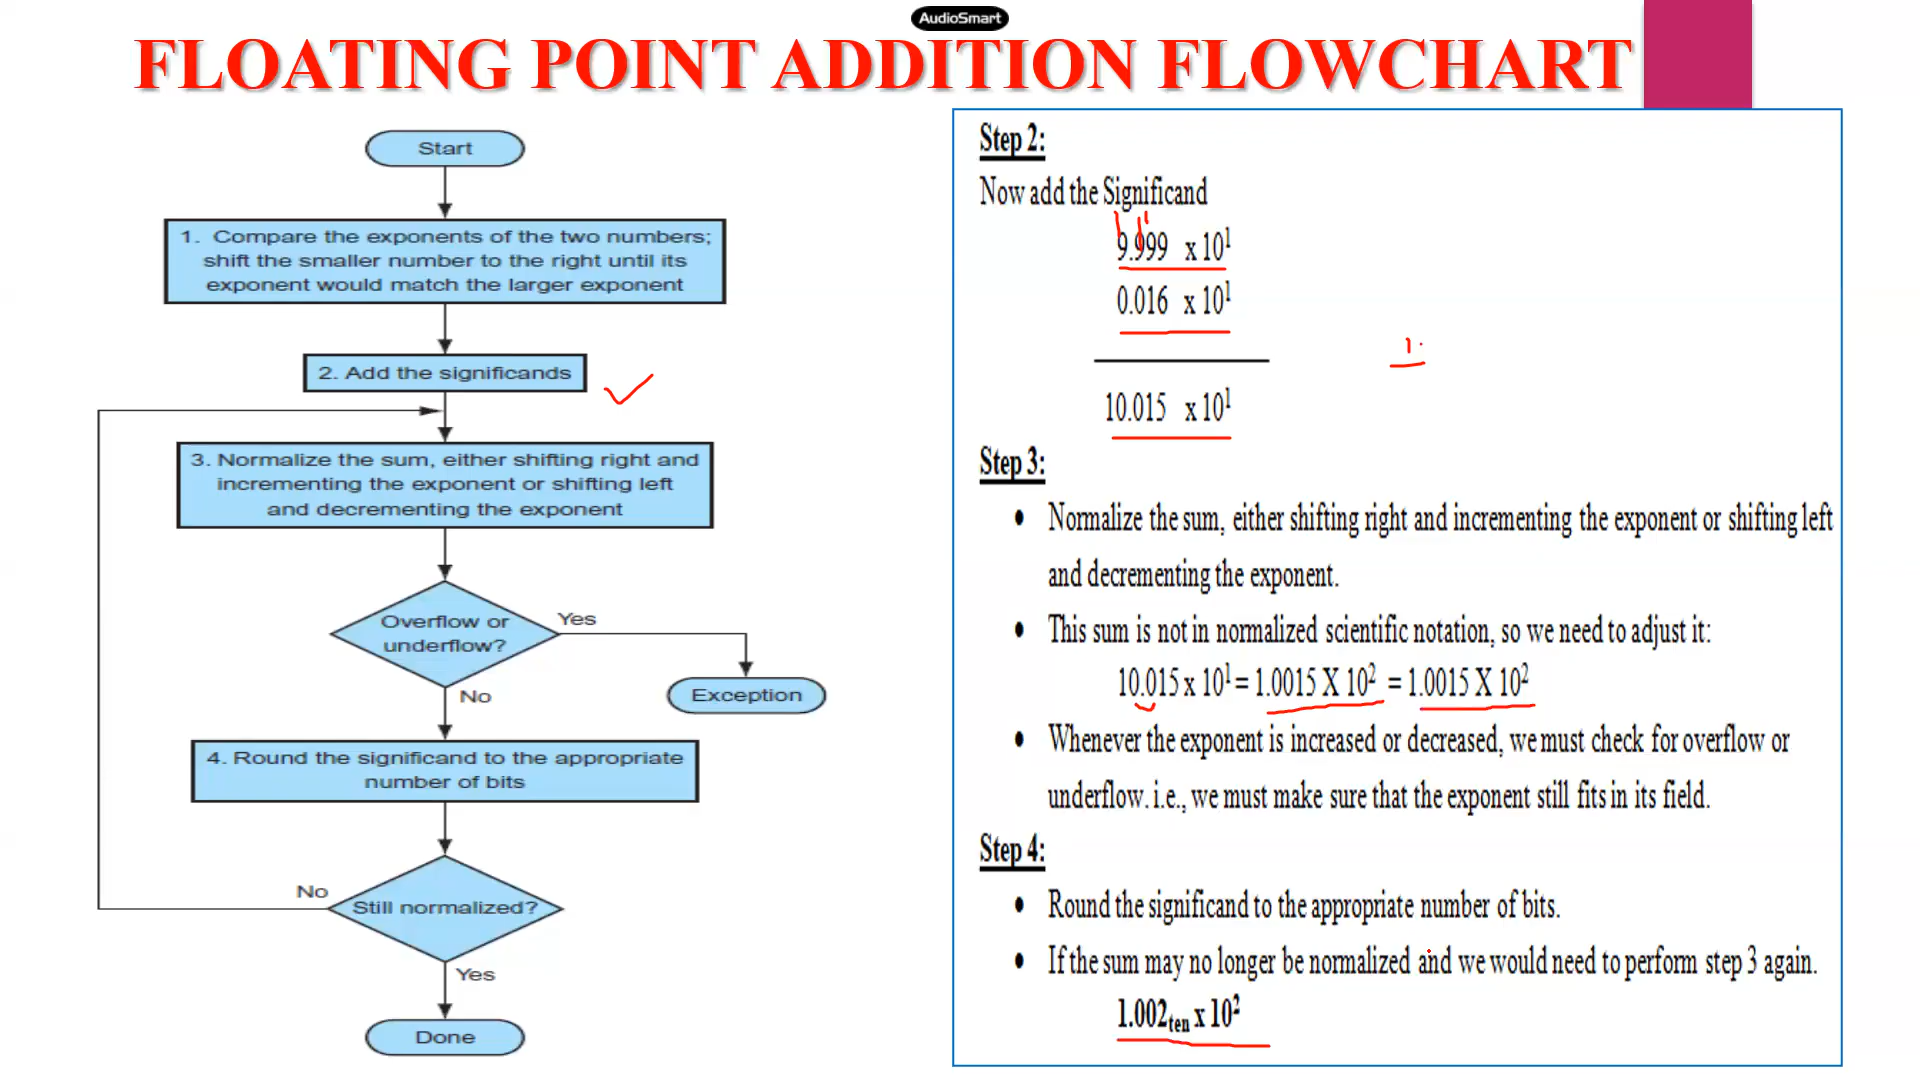 AudioSmart
FLOATING POINT ADDITION FLOWCHART
Start
1. Compare the exponents of the two numbers;
shift the smaller number to the right until its
exponent would match the larger exponent
2. Add the significands
3. Normalize the sum, either shifting right and
incrementing the exponent or shifting left
and decrementing the exponent
Overflow or
underflow?
Yes
Exception
No
4. Round the significand to the appropriate
number of bits
Still normalized?
No
Yes
Done
Step 2:
Now add the Significand
9.999 x 10¹
0.016 x 10¹
10.015 x 10¹
Step 3:
• Normalize the sum, either shifting right and incrementing the exponent or shifting left
and decrementing the exponent.
• This sum is not in normalized scientific notation, so we need to adjust it:
10.015 x 10¹ = 1.0015 X 10² = 1.0015 X 10²
• Whenever the exponent is increased or decreased, we must check for overflow or
underflow. i.e., we must make sure that the exponent still fits in its field.
Step 4:
• Round the significand to the appropriate number of bits.
• If the sum may no longer be normalized and we would need to perform step 3 again.
1.002ten x 10²